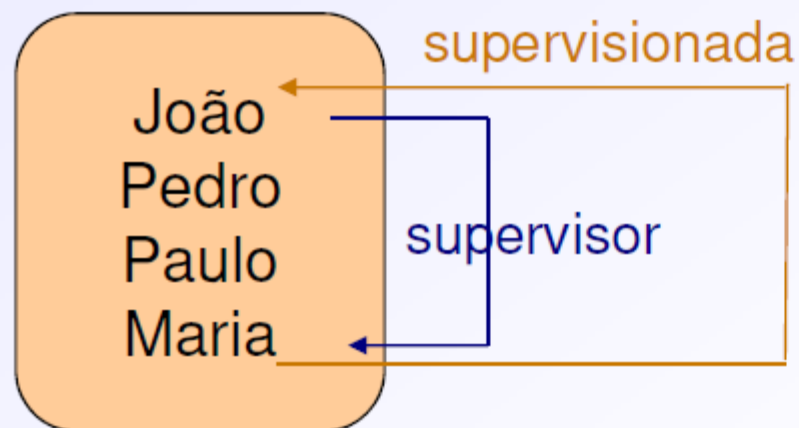 supervisionada
João
Pedro
supervisor
Paulo
Maria